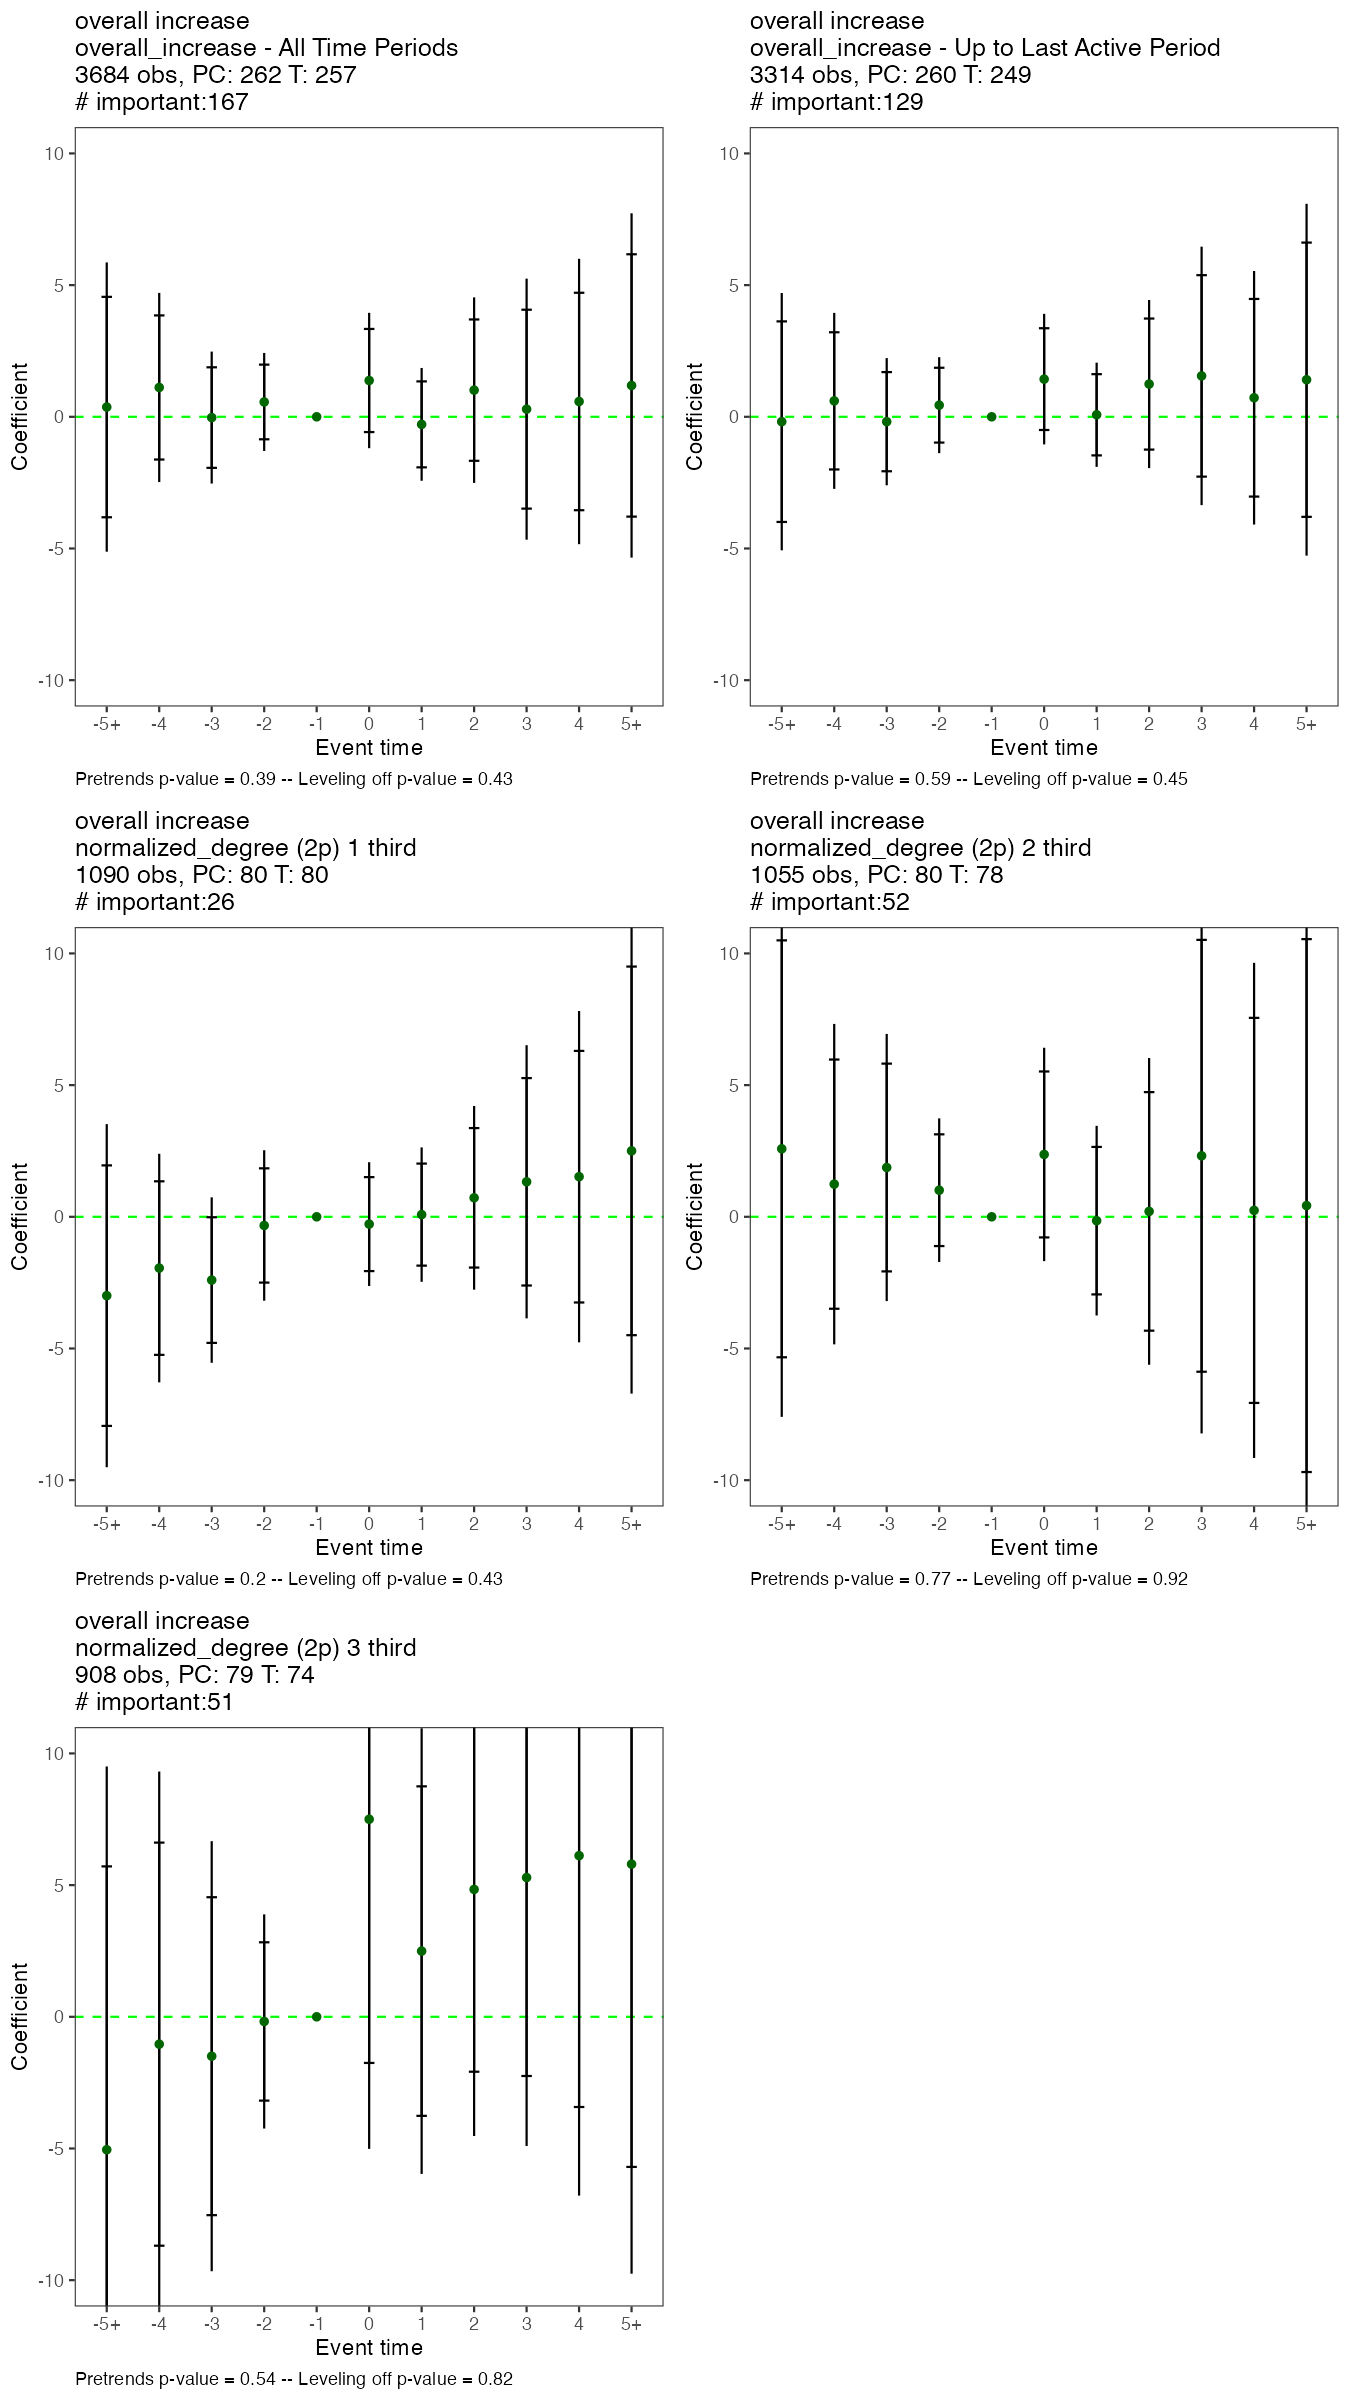 overall increase
overall_increase - All Time Periods
3684 obs, PC: 262 T: 257
# important:167
10
5
0
-5
-10
Coefficient
-5+ -4 -3 -2 -1 0 1 2 3 4 5+
Event time
Pretrends p-value = 0.39 -- Leveling off p-value = 0.43
overall increase
overall_increase - Up to Last Active Period
3314 obs, PC: 260 T: 249
# important:129
10
5
0
-5
-10
Coefficient
-5+ -4 -3 -2 -1 0 1 2 3 4 5+
Event time
Pretrends p-value = 0.59 -- Leveling off p-value = 0.45
overall increase
normalized_degree (2p) 1 third
1090 obs, PC: 80 T: 80
# important:26
10
5
0
-5
-10
Coefficient
-5+ -4 -3 -2 -1 0 1 2 3 4 5+
Event time
Pretrends p-value = 0.2 -- Leveling off p-value = 0.43
overall increase
normalized_degree (2p) 2 third
1055 obs, PC: 80 T: 78
# important:52
10
5
0
-5
-10
Coefficient
-5+ -4 -3 -2 -1 0 1 2 3 4 5+
Event time
Pretrends p-value = 0.77 -- Leveling off p-value = 0.92
overall increase
normalized_degree (2p) 3 third
908 obs, PC: 79 T: 74
# important:51
10
5
0
-5
-10
Coefficient
-5+ -4 -3 -2 -1 0 1 2 3 4 5+
Event time
Pretrends p-value = 0.54 -- Leveling off p-value = 0.82